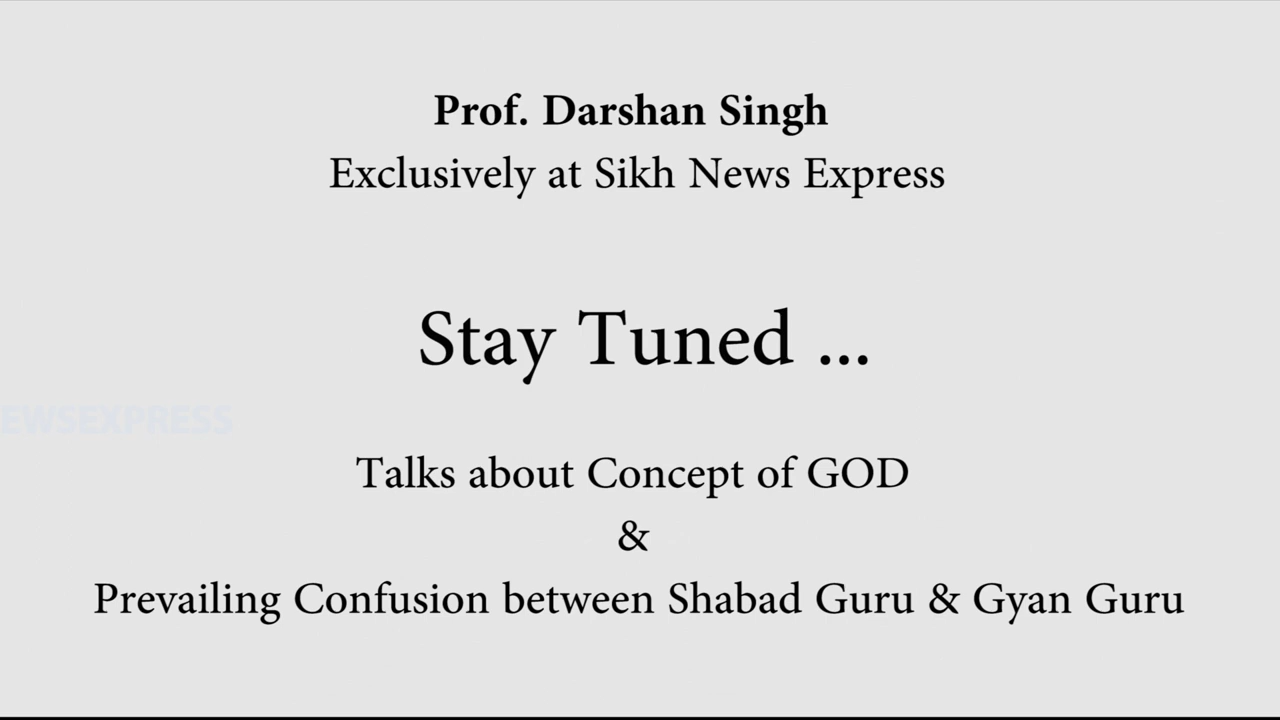 Prof. Darshan Singh
Exclusively at Sikh News Express
Stay Tuned ...
EWSEXPRESS
Talks about Concept of GOD
&
Prevailing Confusion between Shabad Guru & Gyan Guru